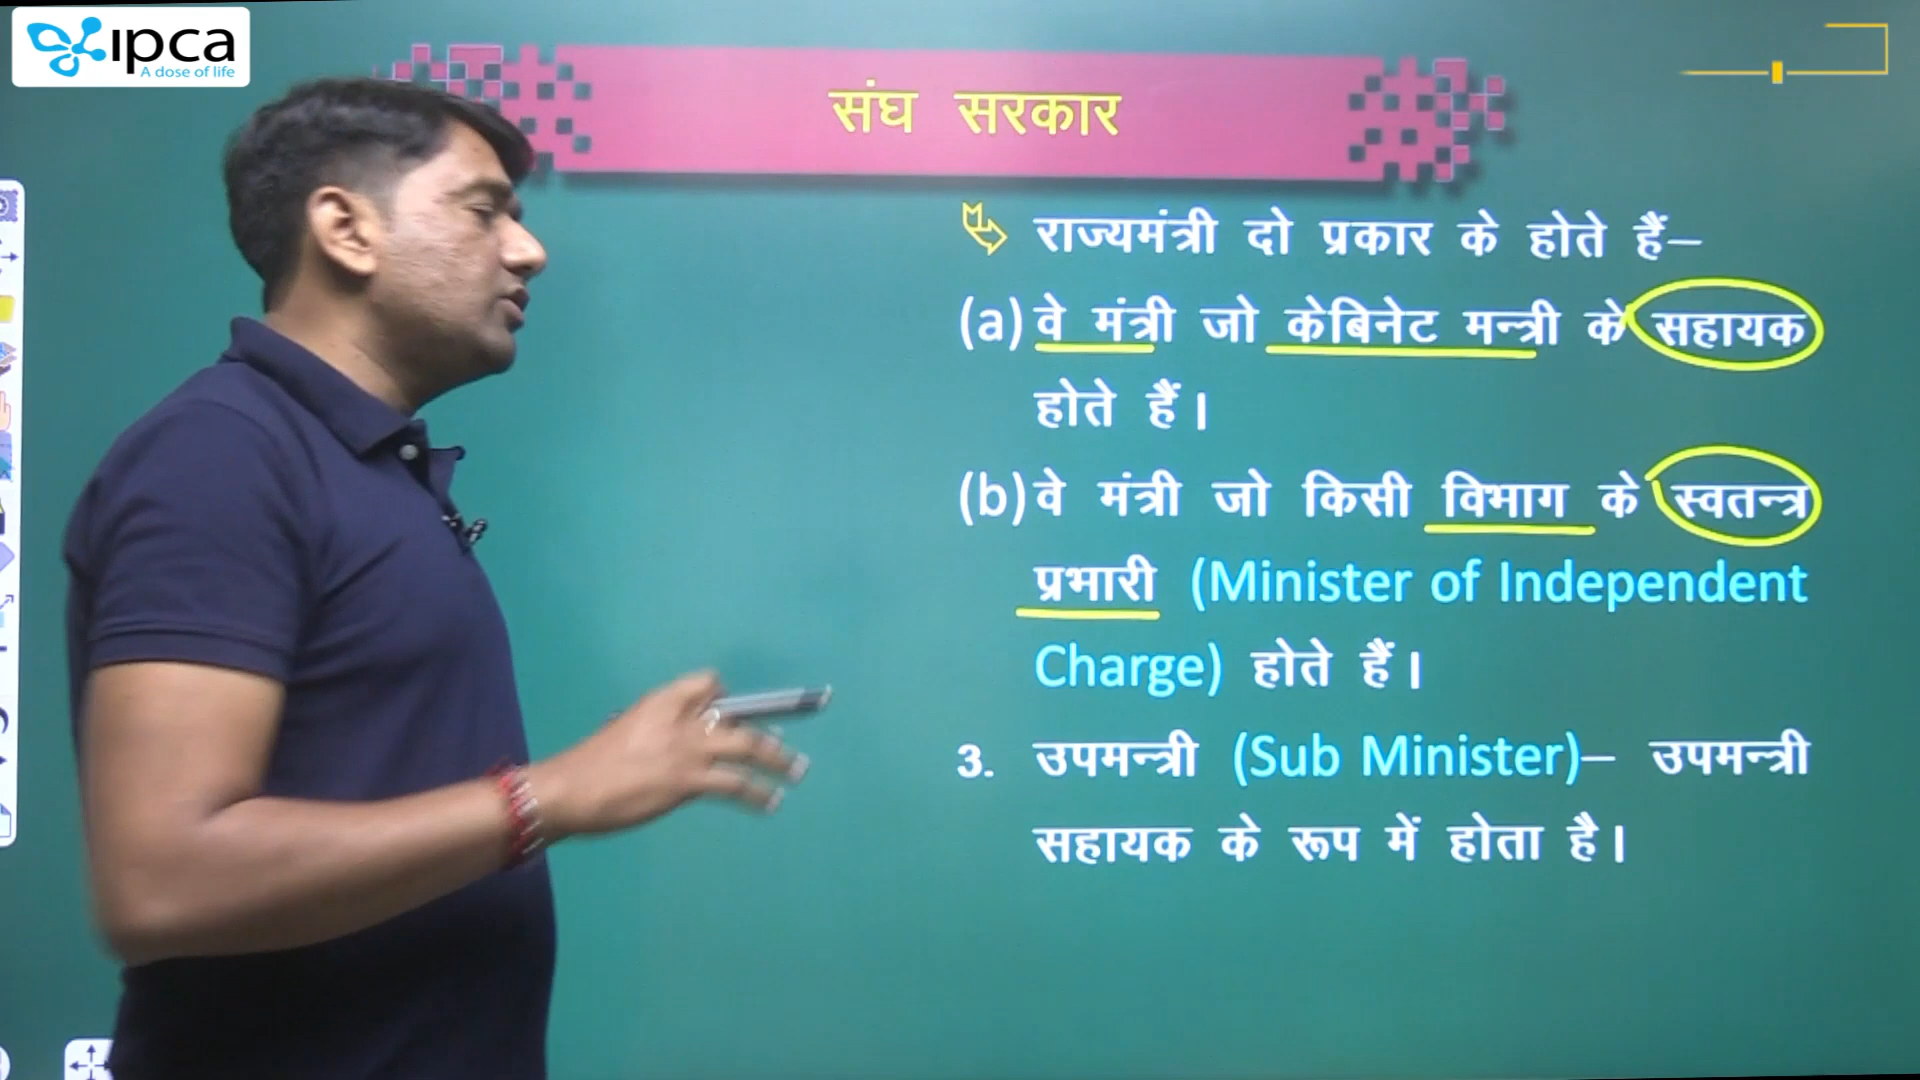 ipca
A dose of life
संघ सरकार
राज्यमंत्री दो प्रकार के होते हैं–
(a) वे मंत्री जो केबिनेट मन्त्री के सहायक
होते हैं।
(b) वे मंत्री जो किसी विभाग के स्वतन्त्र
प्रभारी (Minister of Independent
Charge) होते हैं।
3. उपमन्त्री (Sub Minister)– उपमन्त्री
सहायक के रूप में होता है।